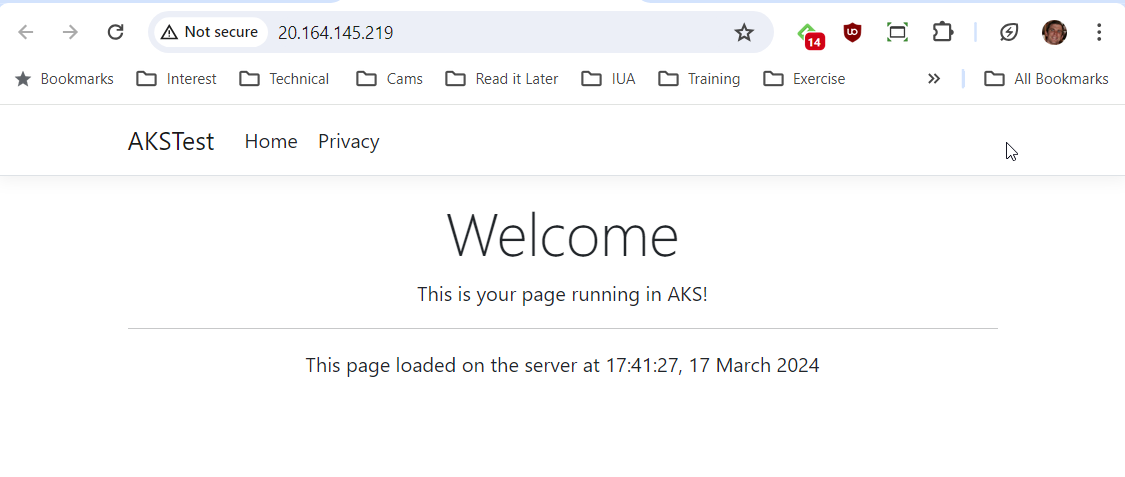 Not secure 20.164.145.219
14
Bookmarks Interest Technical Cams Read it Later IUA Training Exercise » All Bookmarks
AKSTest Home Privacy
Welcome
This is your page running in AKS!
This page loaded on the server at 17:41:27, 17 March 2024